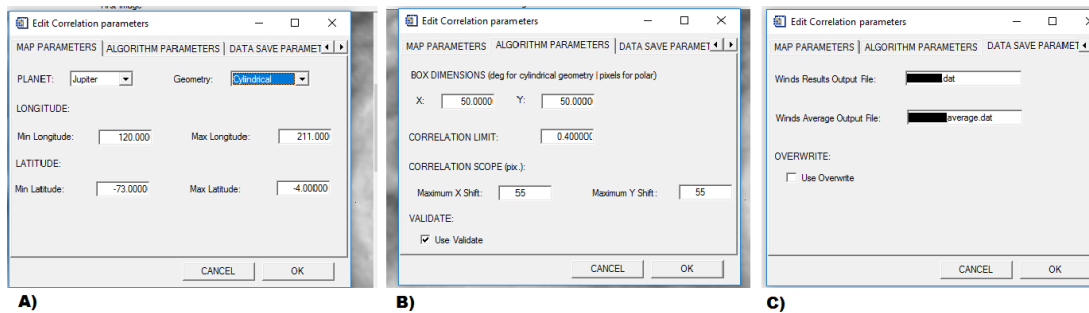 First Image
Edit Correlation parameters
MAP PARAMETERS ALGORITHM PARAMETERS DATA SAVE PARAMET
PLANET: Jupiter Geometry: Cylindrical
LONGITUDE:
Min Longitude: 120.000 Max Longitude: 211.000
LATITUDE:
Min Latitude: -73.0000 Max Latitude: -4.00000
CANCEL OK
A)
Edit Correlation parameters
MAP PARAMETERS ALGORITHM PARAMETERS DATA SAVE PARAMET
BOX DIMENSIONS (deg for cylindrical geometry | pixels for polar)
X: 50.0000 Y: 50.0000
CORRELATION LIMIT: 0.400000
CORRELATION SCOPE (pix.):
Maximum X Shift: 55 Maximum Y Shift: 55
VALIDATE:
Use Validate
CANCEL OK
B)
Edit Correlation parameters
MAP PARAMETERS ALGORITHM PARAMETERS DATA SAVE PARAMET
Winds Results Output File: .dat
Winds Average Output File: average.dat
OVERWRITE:
Use Overwrite
CANCEL OK
C)